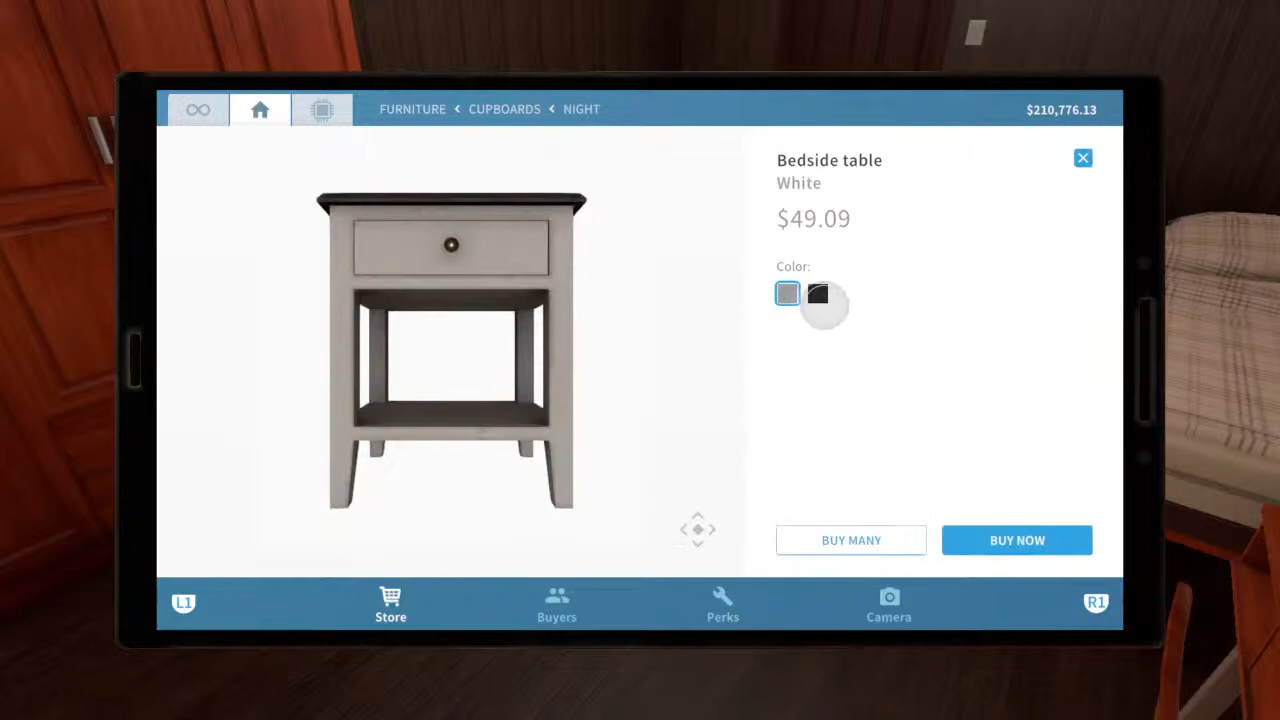 FURNITURE < CUPBOARDS < NIGHT
$210,776.13
Bedside table
White
$49.09
Color:
BUY MANY
BUY NOW
L1
Store
Buyers
Perks
Camera
R1